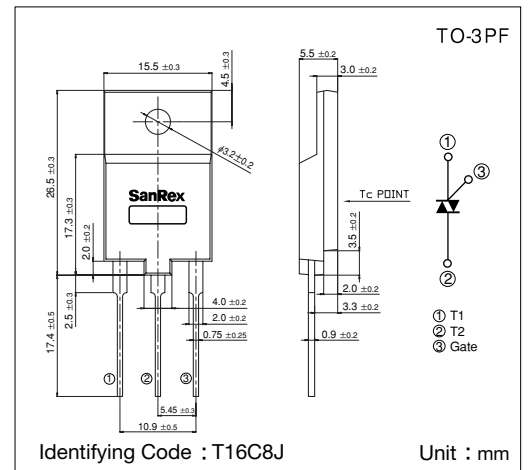 TO-3PF
15.5 ±0.3
4.5 ±0.3
5.5 ±0.2
3.0 ±0.2
ϕ3.2±0.2
26.5 ±0.3
17.3 ±0.3
2.0 ±0.2
SanRex
Tc POINT
3.5 ±0.2
①
③
②
2.5 ±0.3
17.4 ±0.5
4.0 ±0.2
2.0 ±0.2
0.75 ±0.25
2.0 ±0.2
3.3 ±0.2
0.9 ±0.2
① ② ③
5.45 ±0.3
10.9 ±0.5
① T1
② T2
③ Gate
Identifying Code：T16C8J
Unit：mm